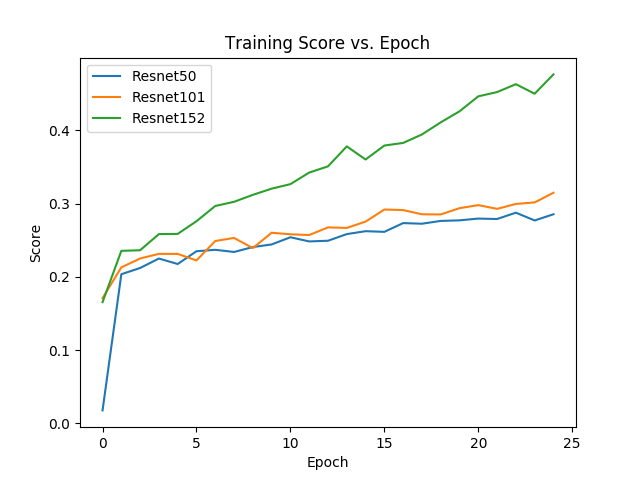 Training Score vs. Epoch
Resnet50
Resnet101
Resnet152
Score
0.4
0.3
0.2
0.1
0.0
0 5 10 15 20 25
Epoch